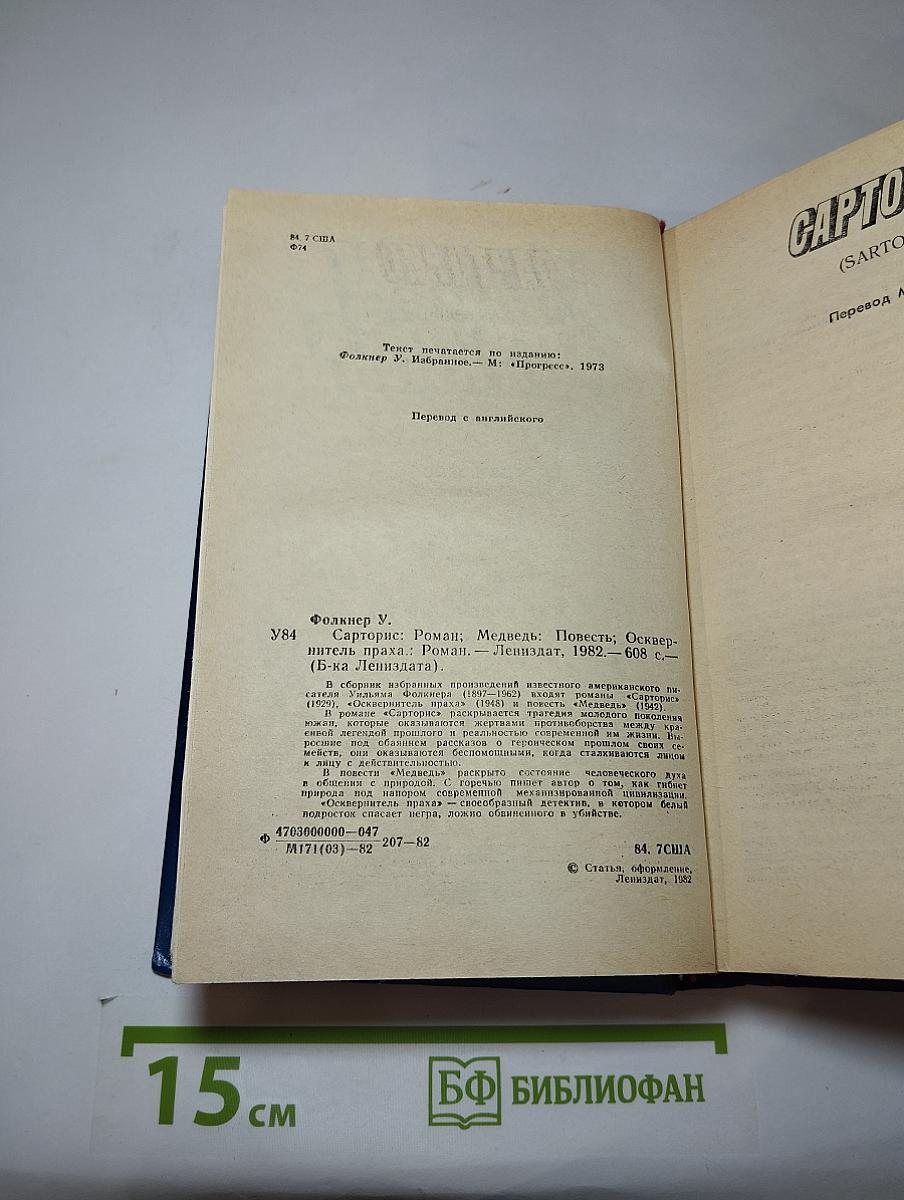 84. 7 США
Ф74
Текст печатается по изданию:
Фолкнер У. Избранное.— М: «Прогресс». 1973
Перевод с английского
Фолкнер У.
У84 Сарторис: Роман; Медведь: Повесть; Осквер-
нитель праха.: Роман. — Лениздат, 1982.— 608 с.—
(Б-ка Лениздата).
В сборник избранных произведений известного американского пи-
сателя Уильяма Фолкнера (1897—1962) входят романы «Сарторис»
(1929), «Осквернитель праха» (1948) и повесть «Медведь» (1942).
В романе «Сарторис» раскрывается трагедия молодого поколения
южан, которые оказываются жертвами противоборства между кра-
сивой легендой прошлого и реальностью современной им жизни. Вы-
росшие под обаянием рассказов о героическом прошлом своих се-
мейств, они оказываются беспомощными, когда сталкиваются лицом
к лицу с действительностью.
В повести «Медведь» раскрыто состояние человеческого духа
в общении с природой. С горечью пишет автор о том, как гибнет
природа под напором современной механизированной цивилизации.
«Осквернитель праха» — своеобразный детектив, в котором белый
подросток спасает негра, ложно обвиненного в убийстве.
Ф 4703000000—047
М171(03)—82 207—82
84. 7США
© Статья, оформление,
Лениздат, 1982
САРТО
(SARTO
Перевод М
15 см
БФ БИБЛИОФАН